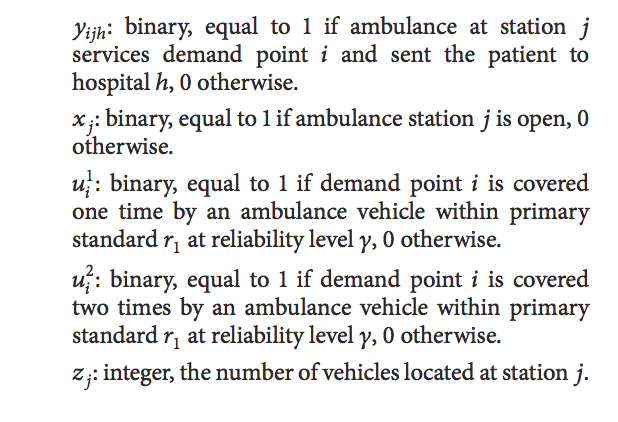 y_{ijh}: binary, equal to 1 if ambulance at station j
services demand point i and sent the patient to
hospital h, 0 otherwise.
x_j: binary, equal to 1 if ambulance station j is open, 0
otherwise.
u_i^1: binary, equal to 1 if demand point i is covered
one time by an ambulance vehicle within primary
standard r_1 at reliability level γ, 0 otherwise.
u_i^2: binary, equal to 1 if demand point i is covered
two times by an ambulance vehicle within primary
standard r_1 at reliability level γ, 0 otherwise.
z_j: integer, the number of vehicles located at station j.